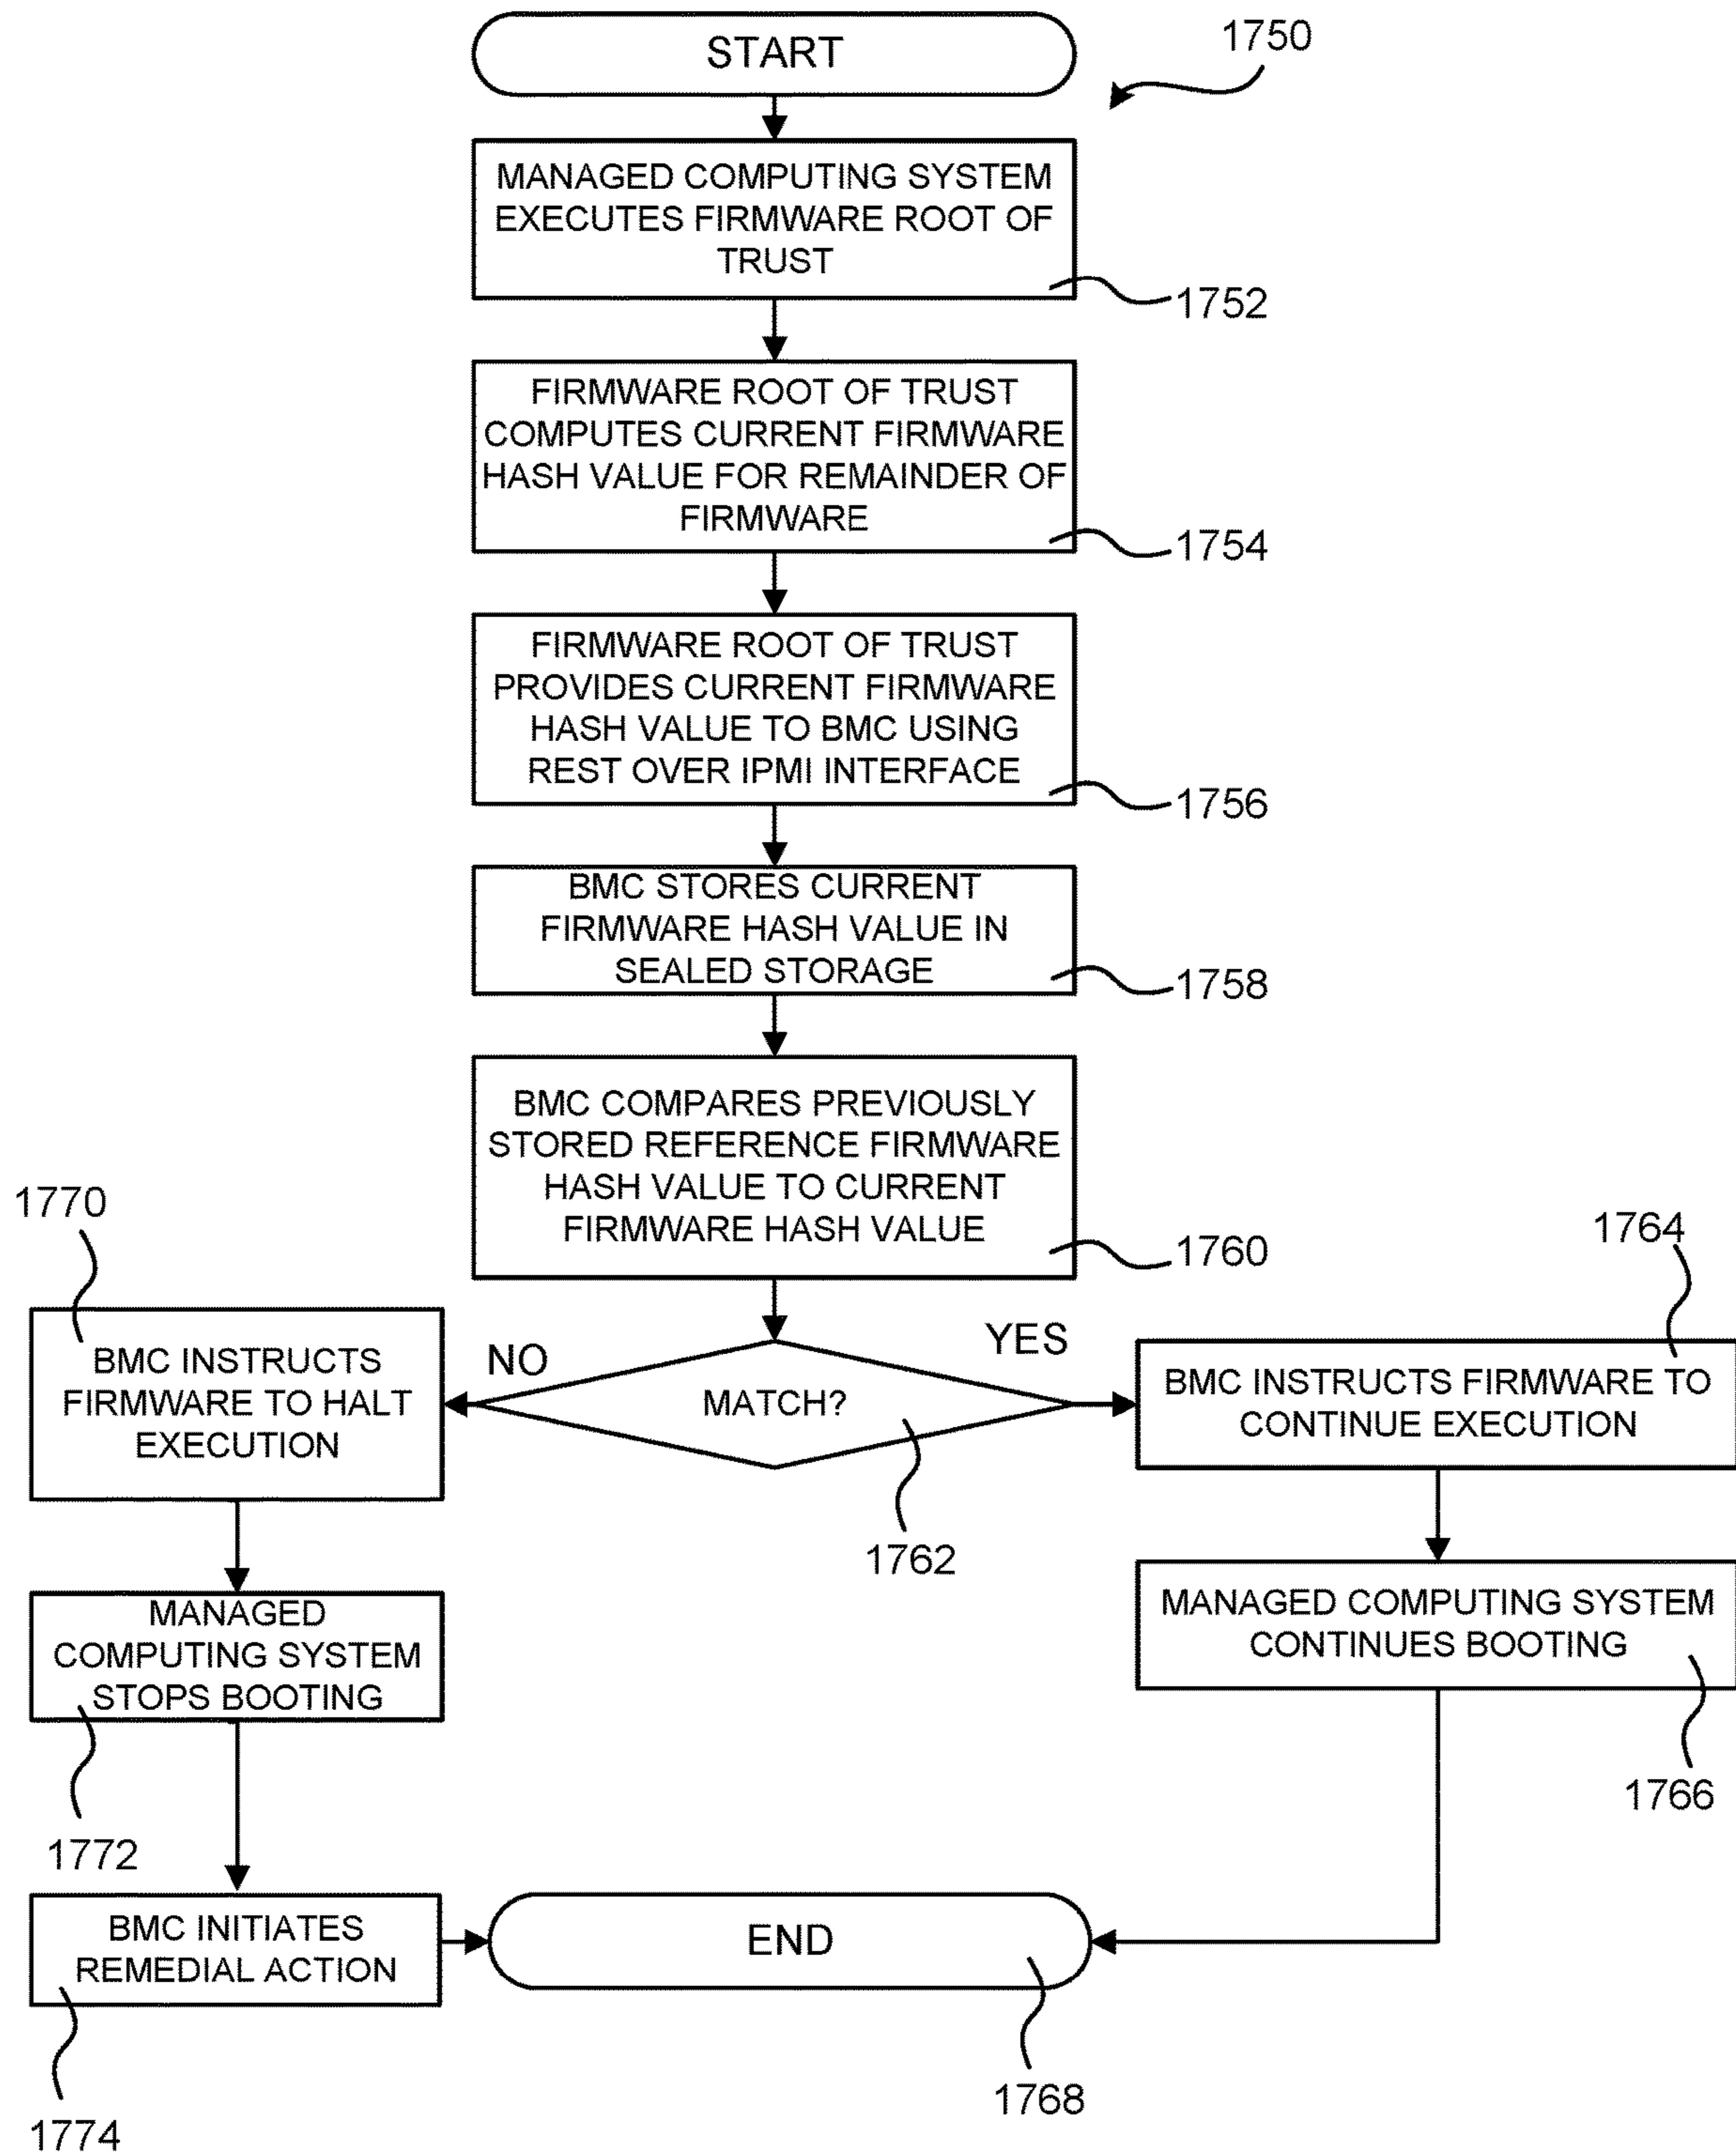 START
1750
MANAGED COMPUTING SYSTEM
EXECUTES FIRMWARE ROOT OF
TRUST
1752
FIRMWARE ROOT OF TRUST
COMPUTES CURRENT FIRMWARE
HASH VALUE FOR REMAINDER OF
FIRMWARE
1754
FIRMWARE ROOT OF TRUST
PROVIDES CURRENT FIRMWARE
HASH VALUE TO BMC USING
REST OVER IPMI INTERFACE
1756
BMC STORES CURRENT
FIRMWARE HASH VALUE IN
SEALED STORAGE
1758
BMC COMPARES PREVIOUSLY
STORED REFERENCE FIRMWARE
HASH VALUE TO CURRENT
FIRMWARE HASH VALUE
1760
MATCH?
1762
NO
1770
BMC INSTRUCTS
FIRMWARE TO HALT
EXECUTION
MANAGED
COMPUTING SYSTEM
STOPS BOOTING
1772
BMC INITIATES
REMEDIAL ACTION
1774
YES
1764
BMC INSTRUCTS FIRMWARE TO
CONTINUE EXECUTION
MANAGED COMPUTING SYSTEM
CONTINUES BOOTING
1766
END
1768